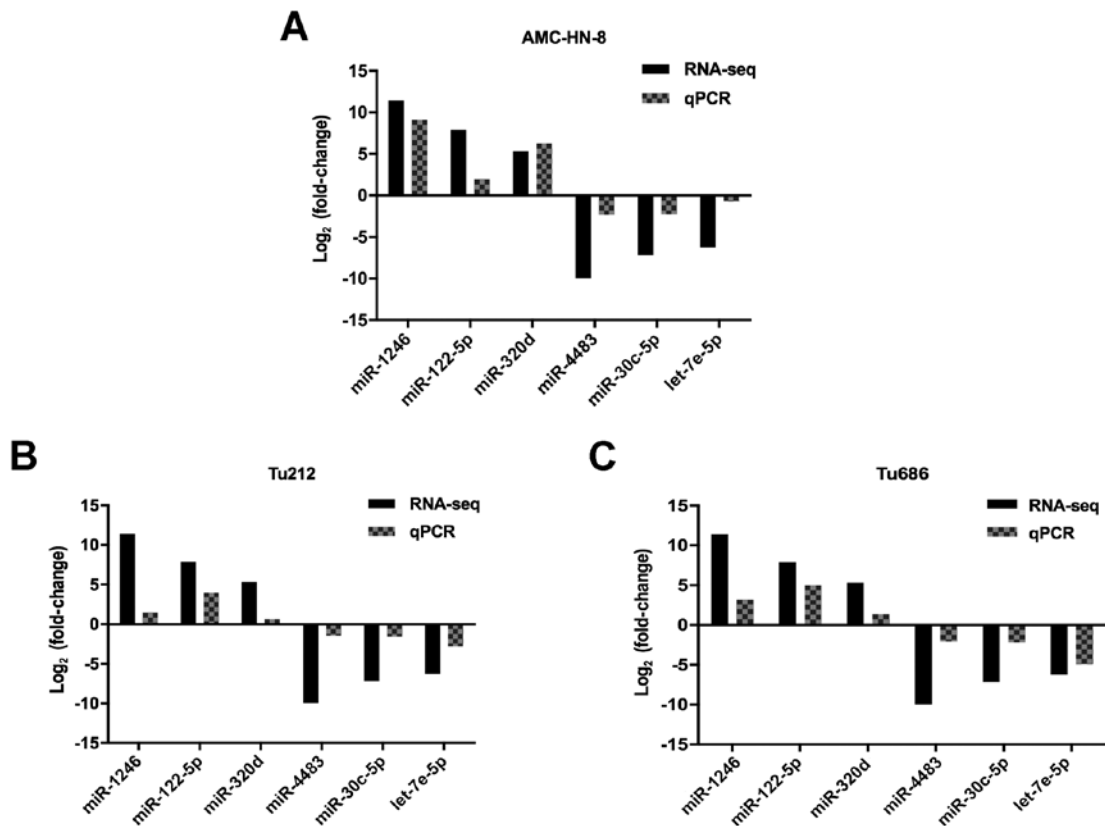 A
AMC-HN-8
RNA-seq
qPCR
Log₂ (fold-change)
15
10
5
0
-5
-10
-15
miR-1246
miR-122-5p
miR-320d
miR-4483
miR-30c-5p
let-7e-5p
B
Tu212
RNA-seq
qPCR
Log₂ (fold-change)
15
10
5
0
-5
-10
-15
miR-1246
miR-122-5p
miR-320d
miR-4483
miR-30c-5p
let-7e-5p
C
Tu686
RNA-seq
qPCR
Log₂ (fold-change)
15
10
5
0
-5
-10
-15
miR-1246
miR-122-5p
miR-320d
miR-4483
miR-30c-5p
let-7e-5p